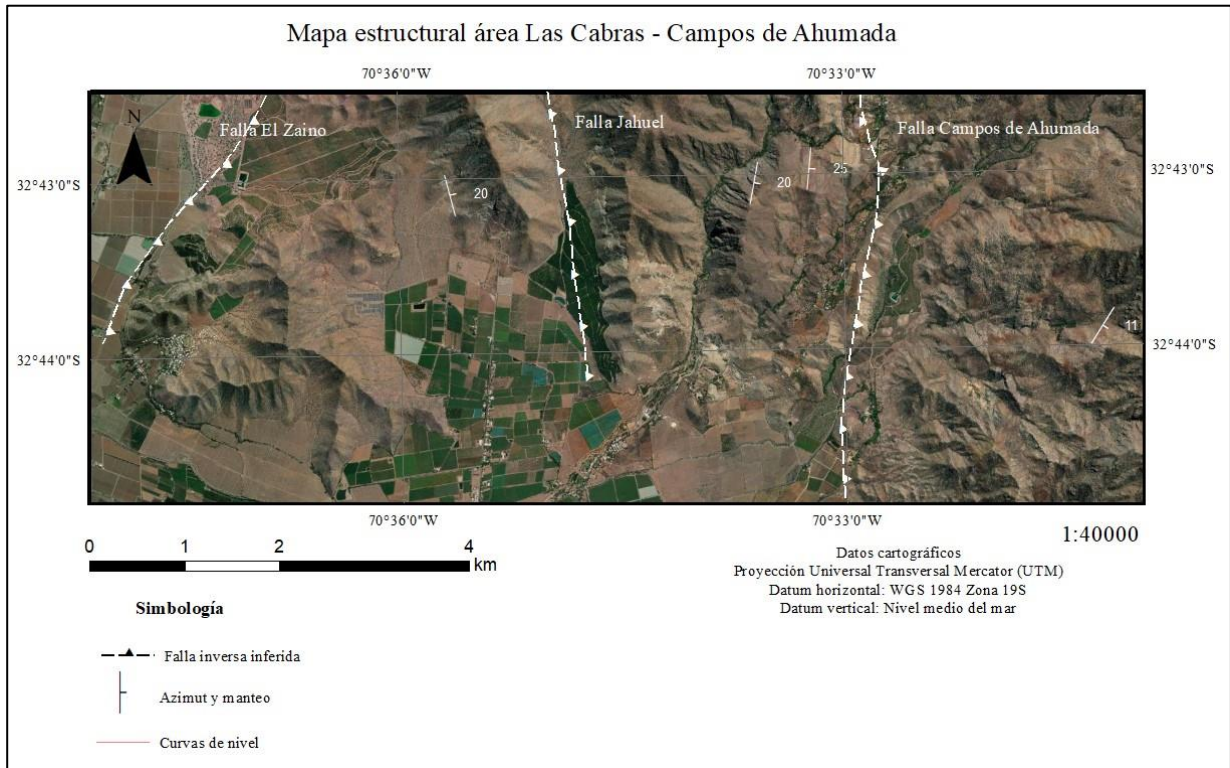 Mapa estructural área Las Cabras - Campos de Ahumada
70°36'0"W
70°33'0"W
N
Falla El Zaino
Falla Jahuel
Falla Campos de Ahumada
32°43'0"S
32°43'0"S
20
20
25
11
32°44'0"S
32°44'0"S
70°36'0"W
70°33'0"W
0 1 2 4
km
1:40000
Datos cartográficos
Proyección Universal Transversal Mercator (UTM)
Datum horizontal: WGS 1984 Zona 19S
Datum vertical: Nivel medio del mar
Simbología
Falla inversa inferida
Azimut y manteo
Curvas de nivel